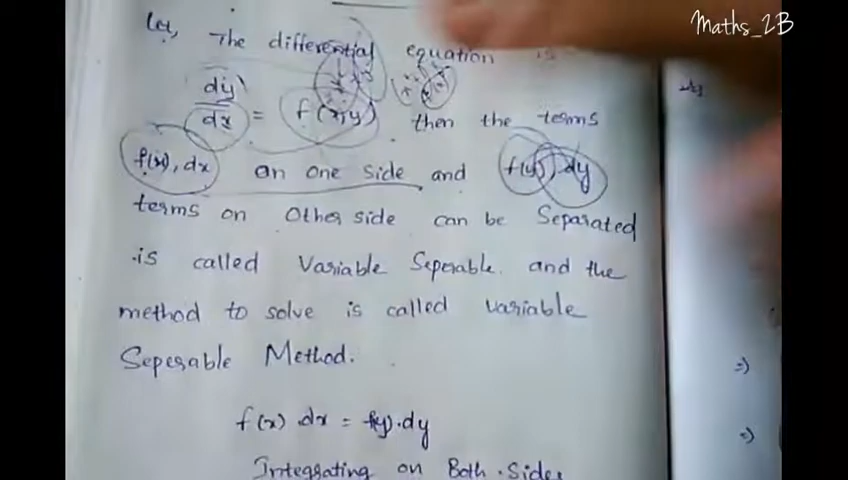 Maths_2B
Let, The differential equation is
dy
dx = f(x,y) then the terms
f(x), dx on one side and f(y), dy
terms on Other side can be Separated
is called Variable Seperable. and the
method to solve is called variable
Seperable Method.
f(x) dx = f(y).dy
Integrating on Both Sides
=)
=)